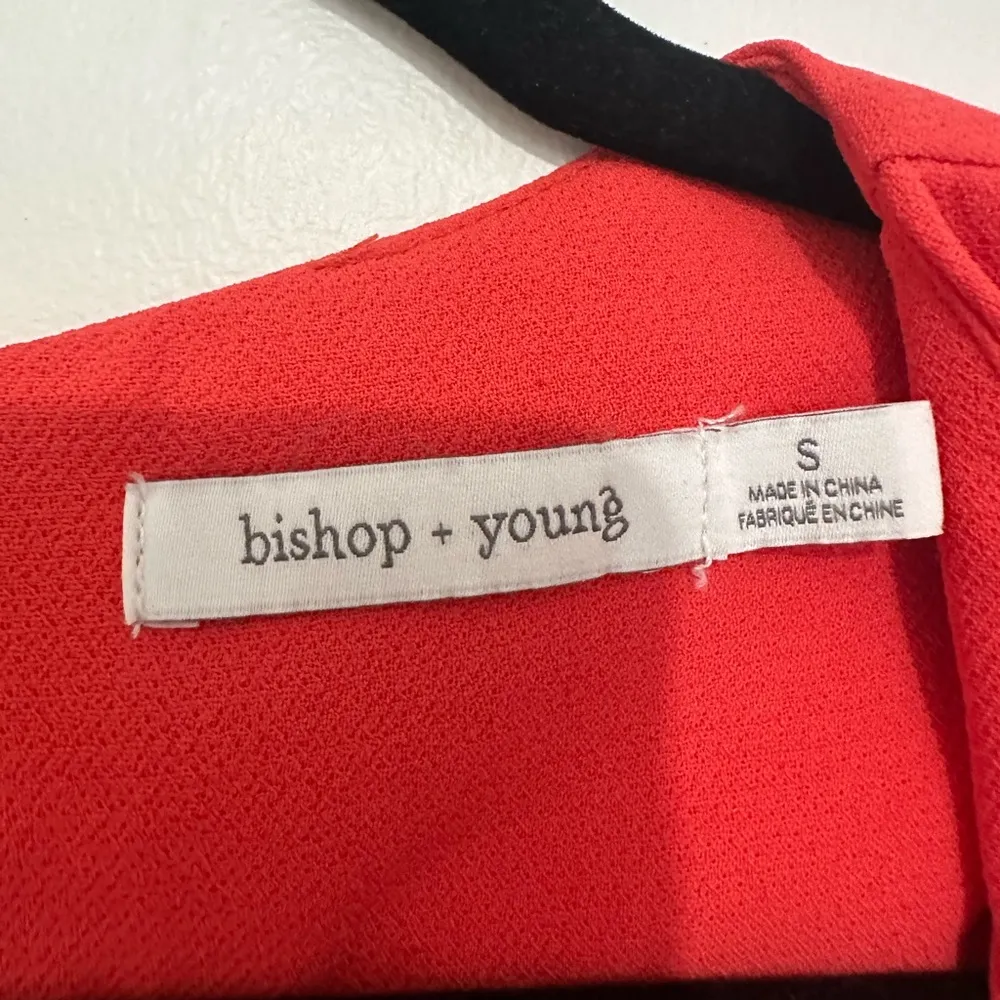 bishop + young
S
MADE IN CHINA
FABRIQUÉ EN CHINE